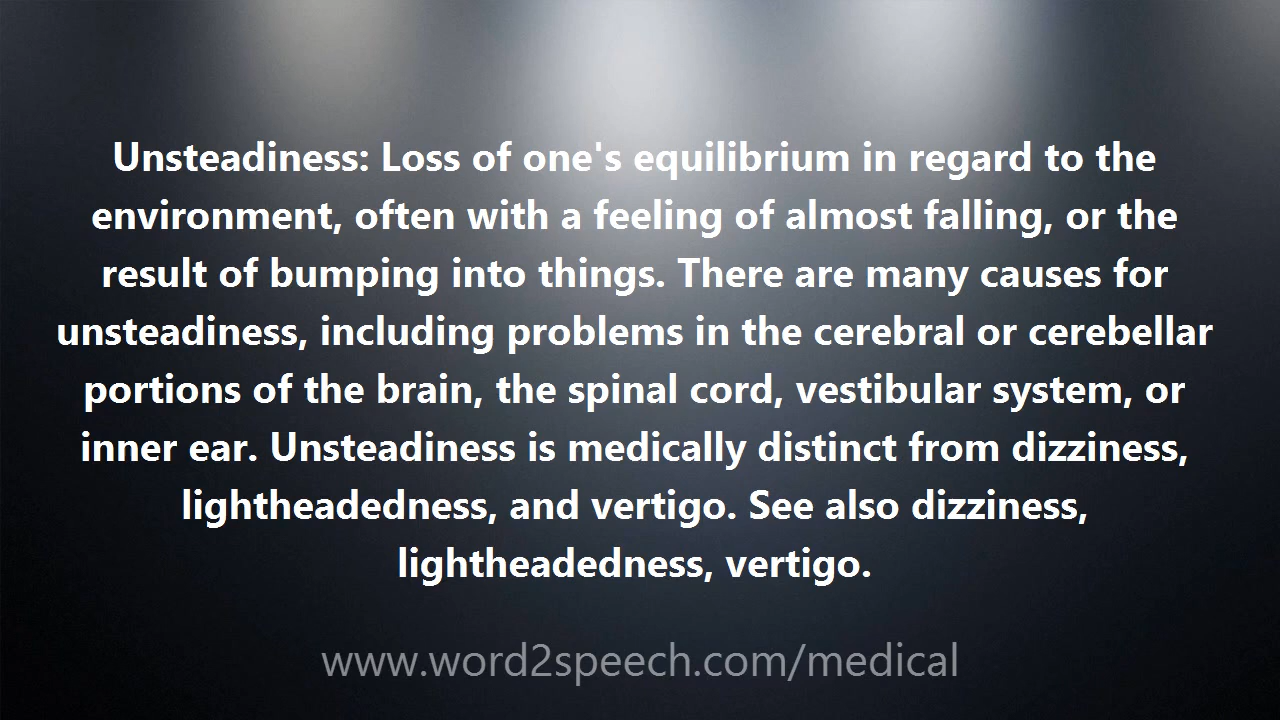 Unsteadiness: Loss of one's equilibrium in regard to the
environment, often with a feeling of almost falling, or the
result of bumping into things. There are many causes for
unsteadiness, including problems in the cerebral or cerebellar
portions of the brain, the spinal cord, vestibular system, or
inner ear. Unsteadiness is medically distinct from dizziness,
lightheadedness, and vertigo. See also dizziness,
lightheadedness, vertigo.
www.word2speech.com/medical